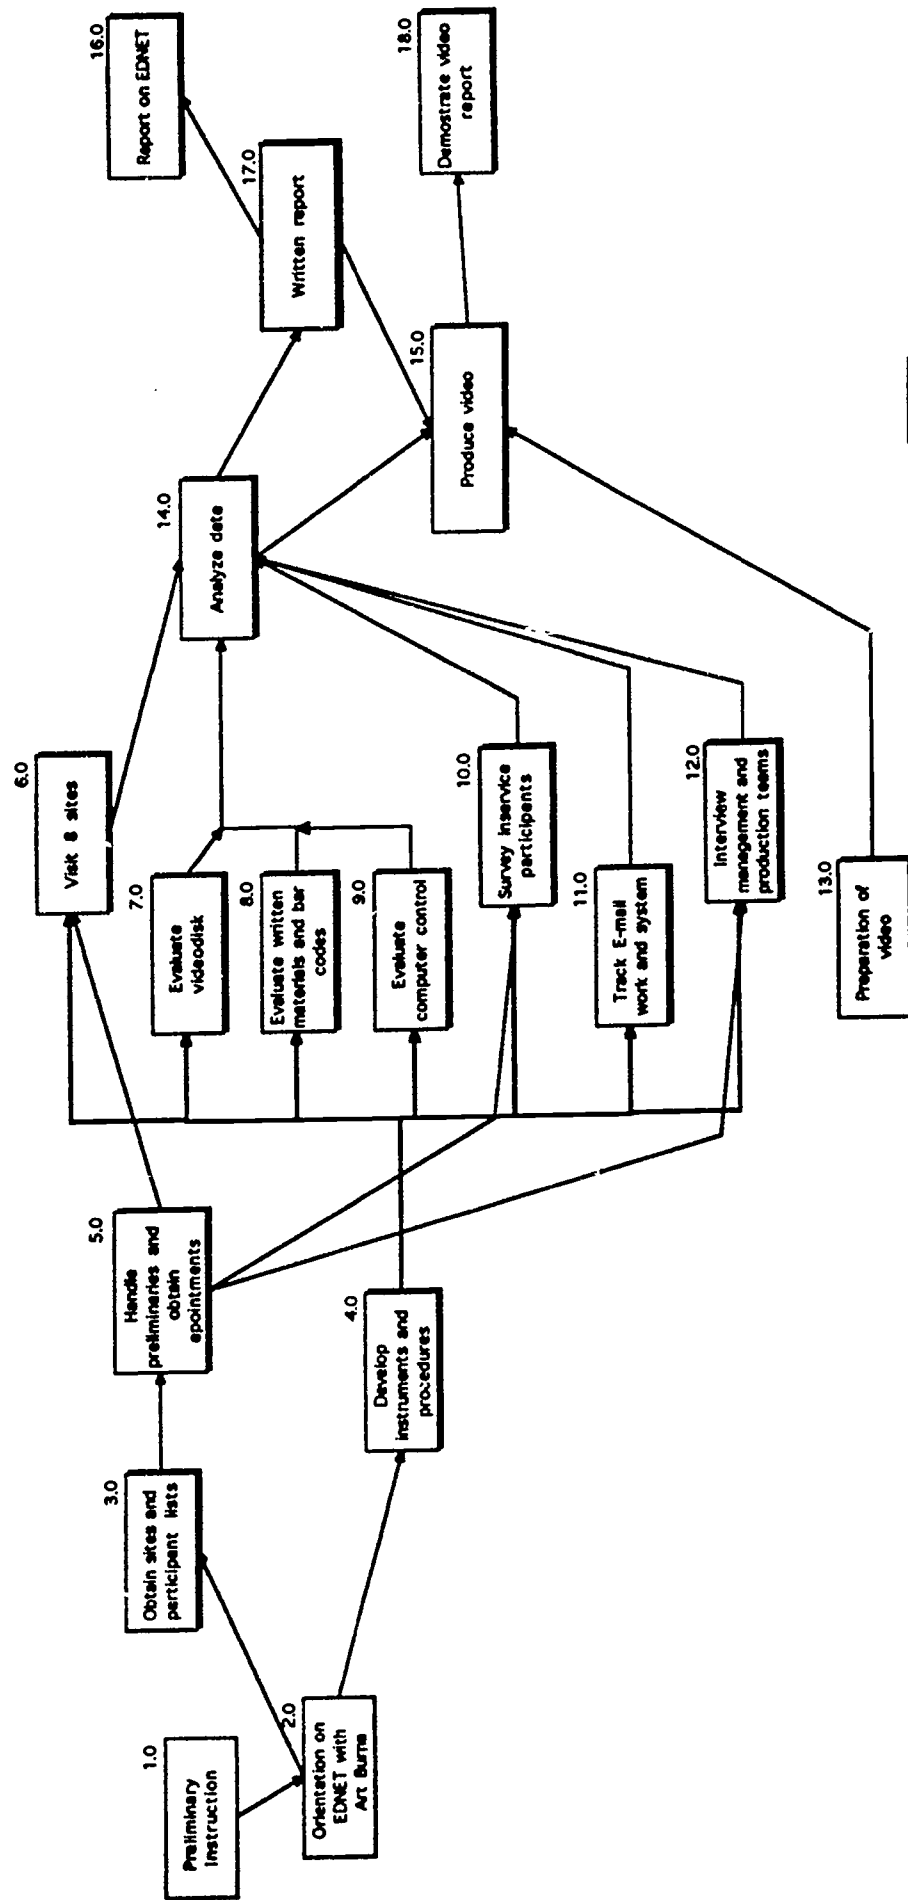 1.0
Preliminary
Instruction
2.0
Orientation on
EDNET with
Art Burns
3.0
Obtain sites and
participant lists
4.0
Develop
instruments and
procedures
5.0
Handle
preliminaries and
obtain
apointments
6.0
Visit 8 sites
7.0
Evaluate
videodisk
8.0
Evaluate written
materials and bar
codes
9.0
Evaluate
computer control
10.0
Survey inservice
participants
11.0
Track E-mail
work and system
12.0
Interview
management and
production teams
13.0
Preparation of
video
14.0
Analyze date
15.0
Produce video
16.0
Report on EDNET
17.0
Written report
18.0
Demostrate video
report